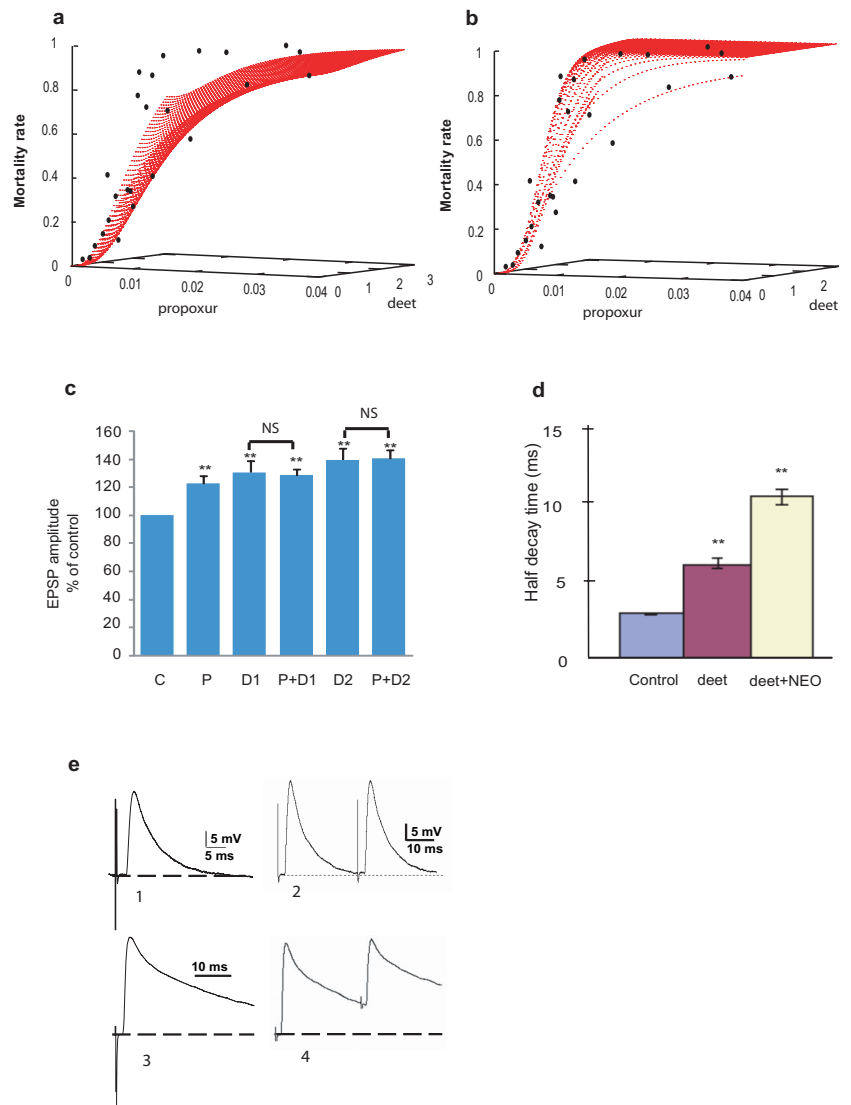 a
Mortality rate
1
0.8
0.6
0.4
0.2
0
0
0.01
0.02
0.03
0.04
0
1
2
3
propoxur
deet
b
Mortality rate
1
0.8
0.6
0.4
0.2
0
0
0.01
0.02
0.03
0.04
0
1
2
propoxur
deet
c
EPSP amplitude
% of control
160
140
120
100
80
60
40
20
0
**
**
NS
**
**
NS
**
C P D1 P+D1 D2 P+D2
d
Half decay time (ms)
15
10
5
0
**
**
Control deet deet+NEO
e
5 mV
5 ms
1
5 mV
10 ms
2
10 ms
3
4